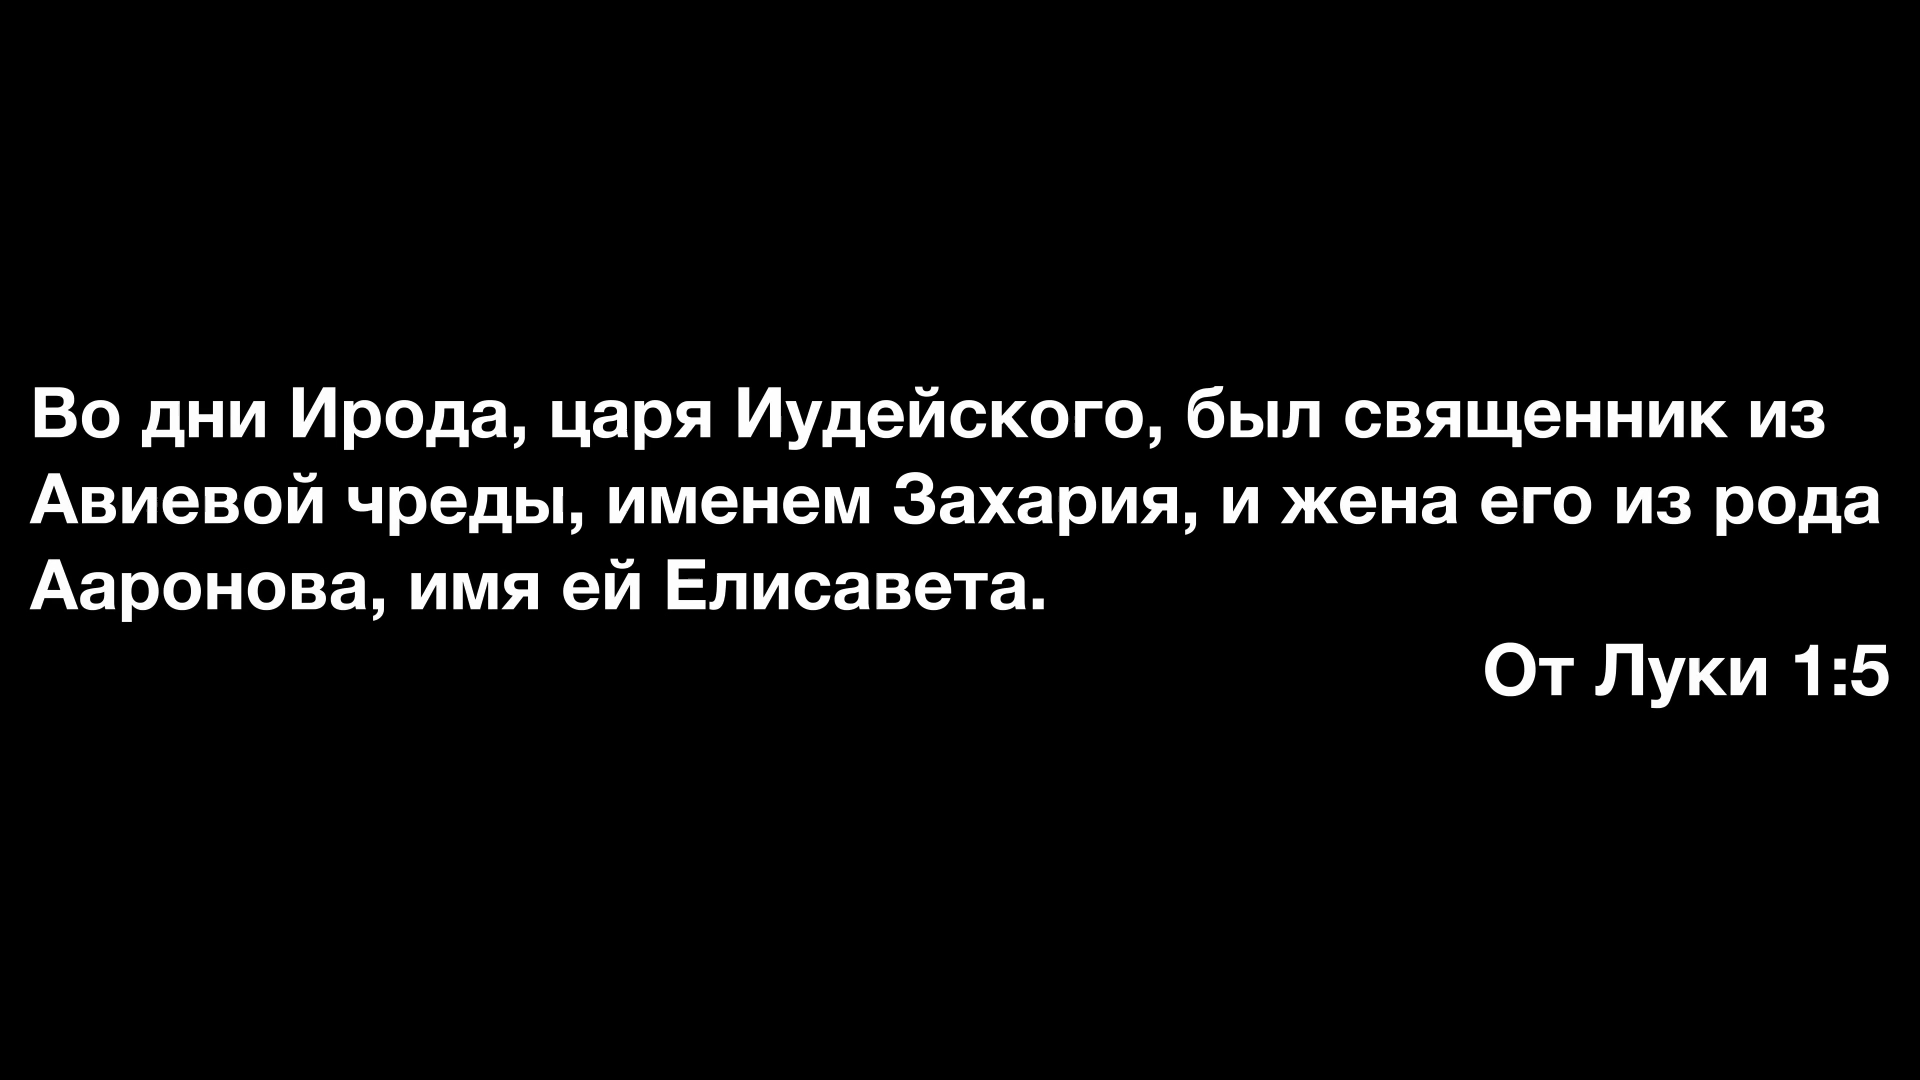 Во дни Ирода, царя Иудейского, был священник из
Авиевой чреды, именем Захария, и жена его из рода
Ааронова, имя ей Елисавета.
От Луки 1:5